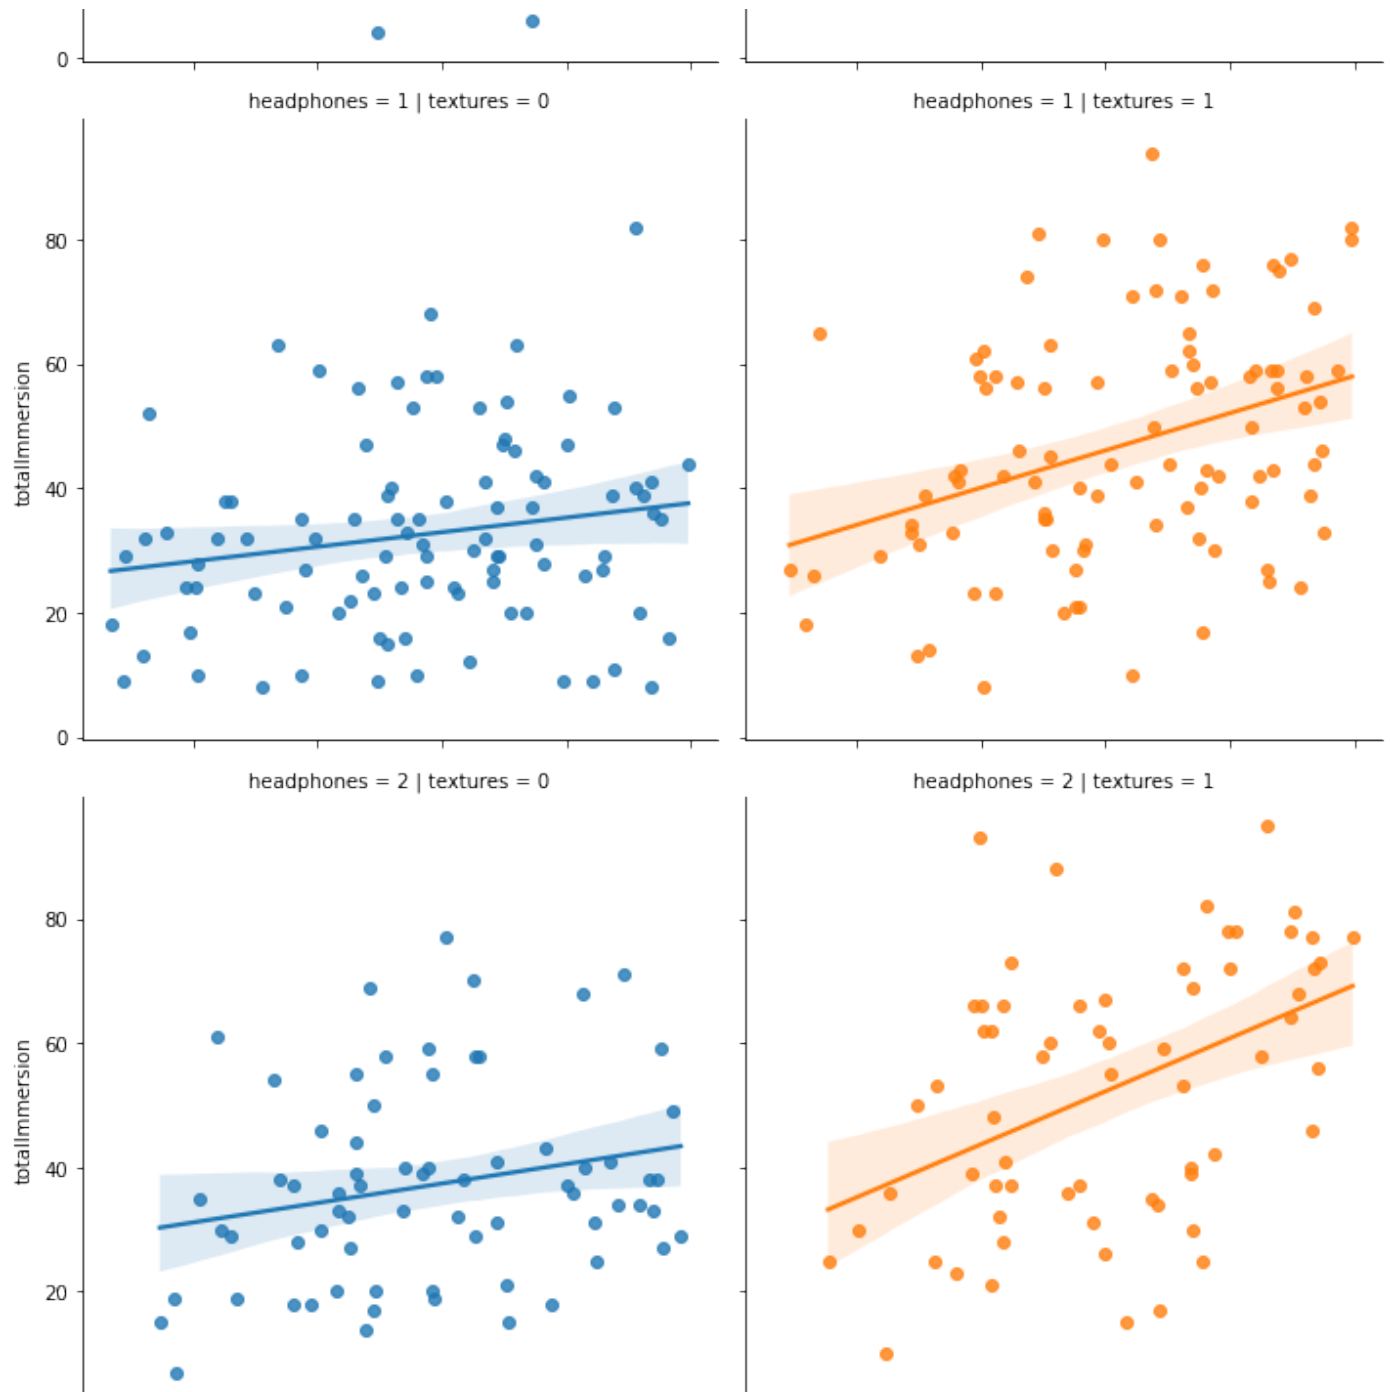 0
headphones = 1 | textures = 0
headphones = 1 | textures = 1
80
60
40
20
0
totalImmersion
headphones = 2 | textures = 0
headphones = 2 | textures = 1
80
60
40
20
totalImmersion